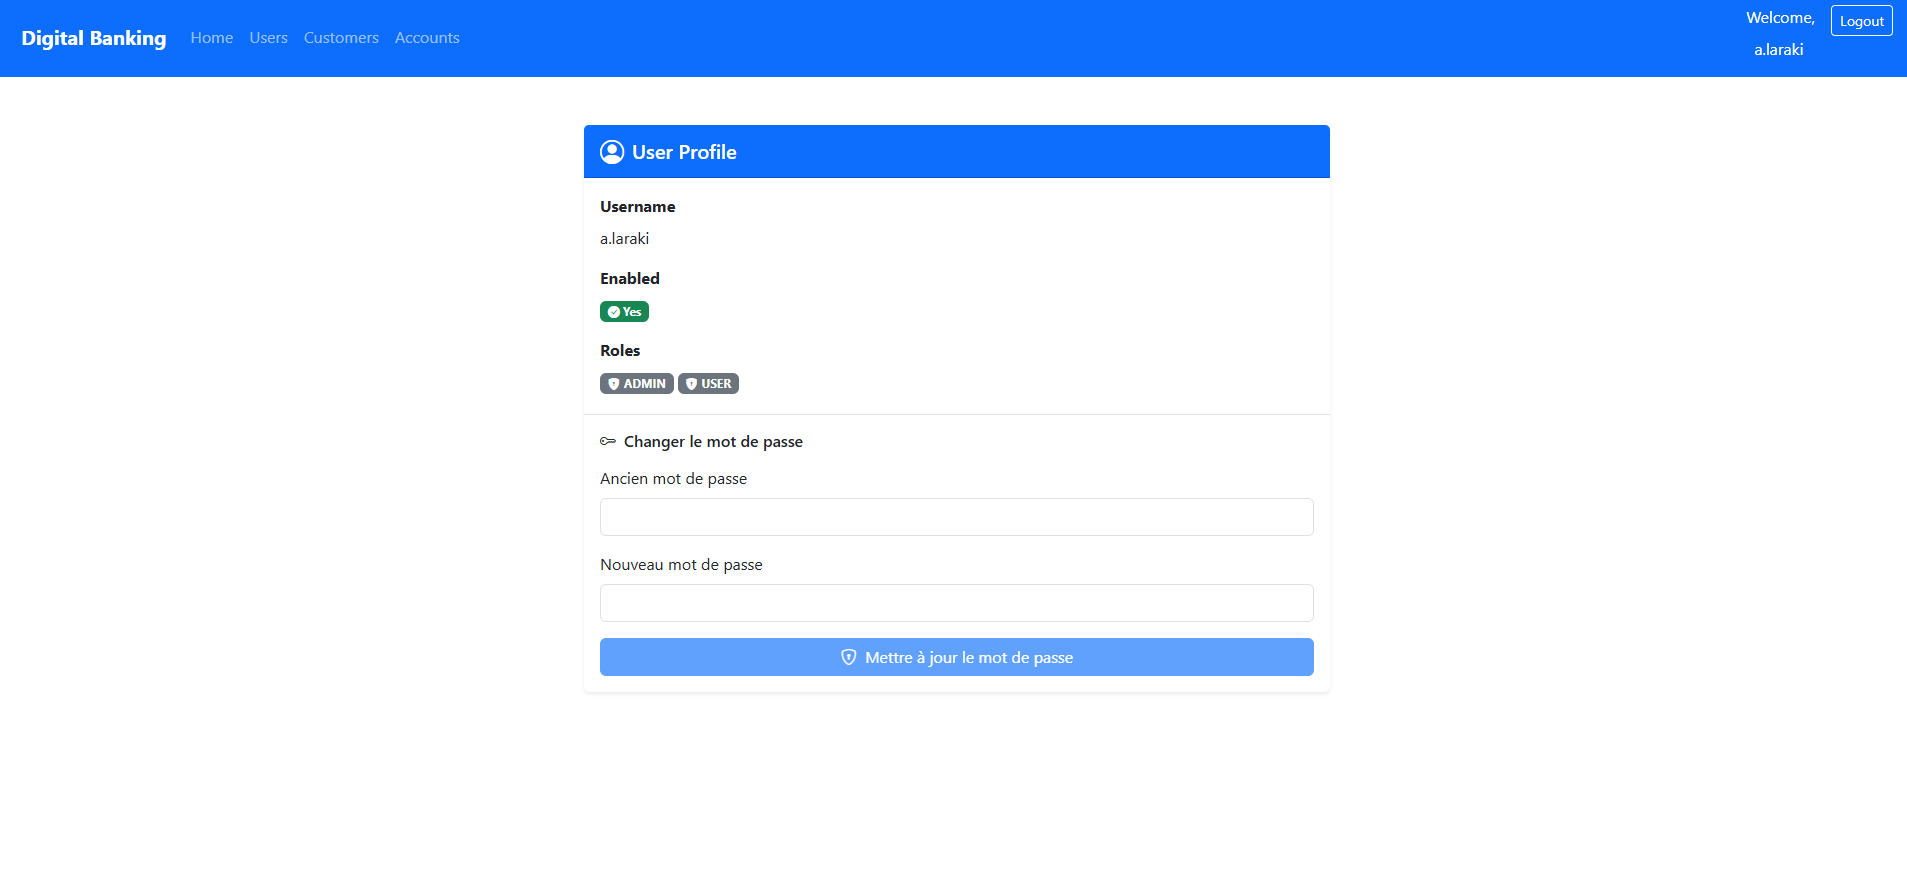 Digital Banking Home Users Customers Accounts
Welcome, Logout
a.laraki
User Profile
Username
a.laraki
Enabled
Yes
Roles
ADMIN USER
Changer le mot de passe
Ancien mot de passe
Nouveau mot de passe
Mettre à jour le mot de passe